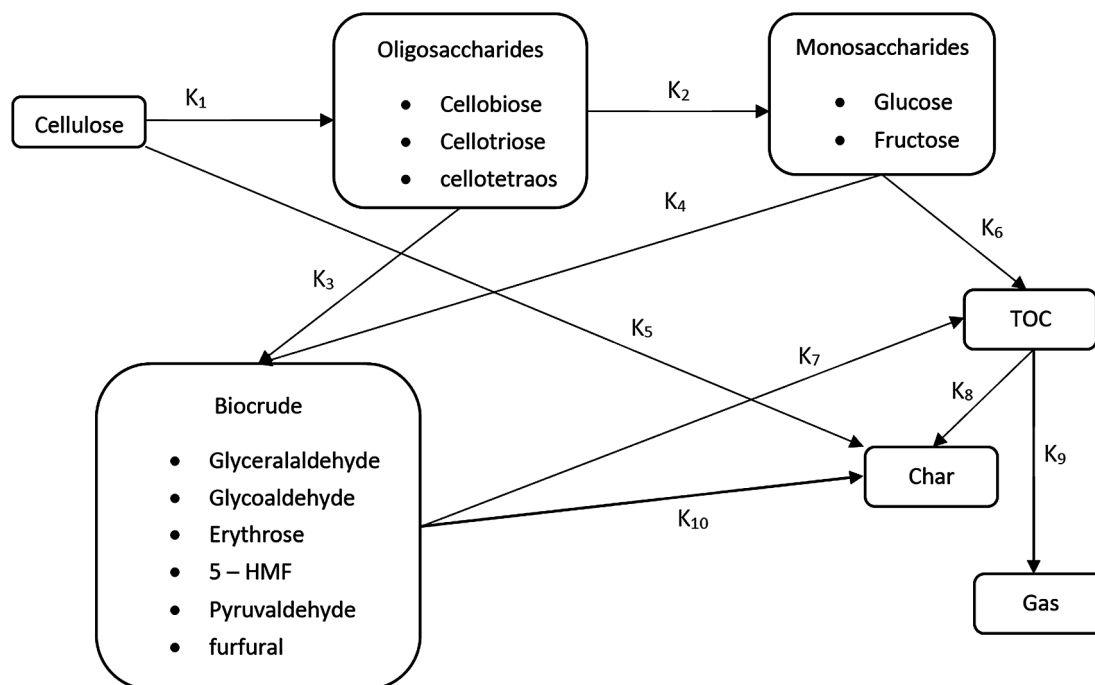 Cellulose
K₁
Oligosaccharides
• Cellobiose
• Cellotriose
• cellotetraos
K₂
Monosaccharides
• Glucose
• Fructose
K₃
K₄
K₅
K₆
TOC
K₇
K₈
K₉
Biocrude
• Glyceralaldehyde
• Glycoaldehyde
• Erythrose
• 5 – HMF
• Pyruvaldehyde
• furfural
K₁₀
Char
Gas